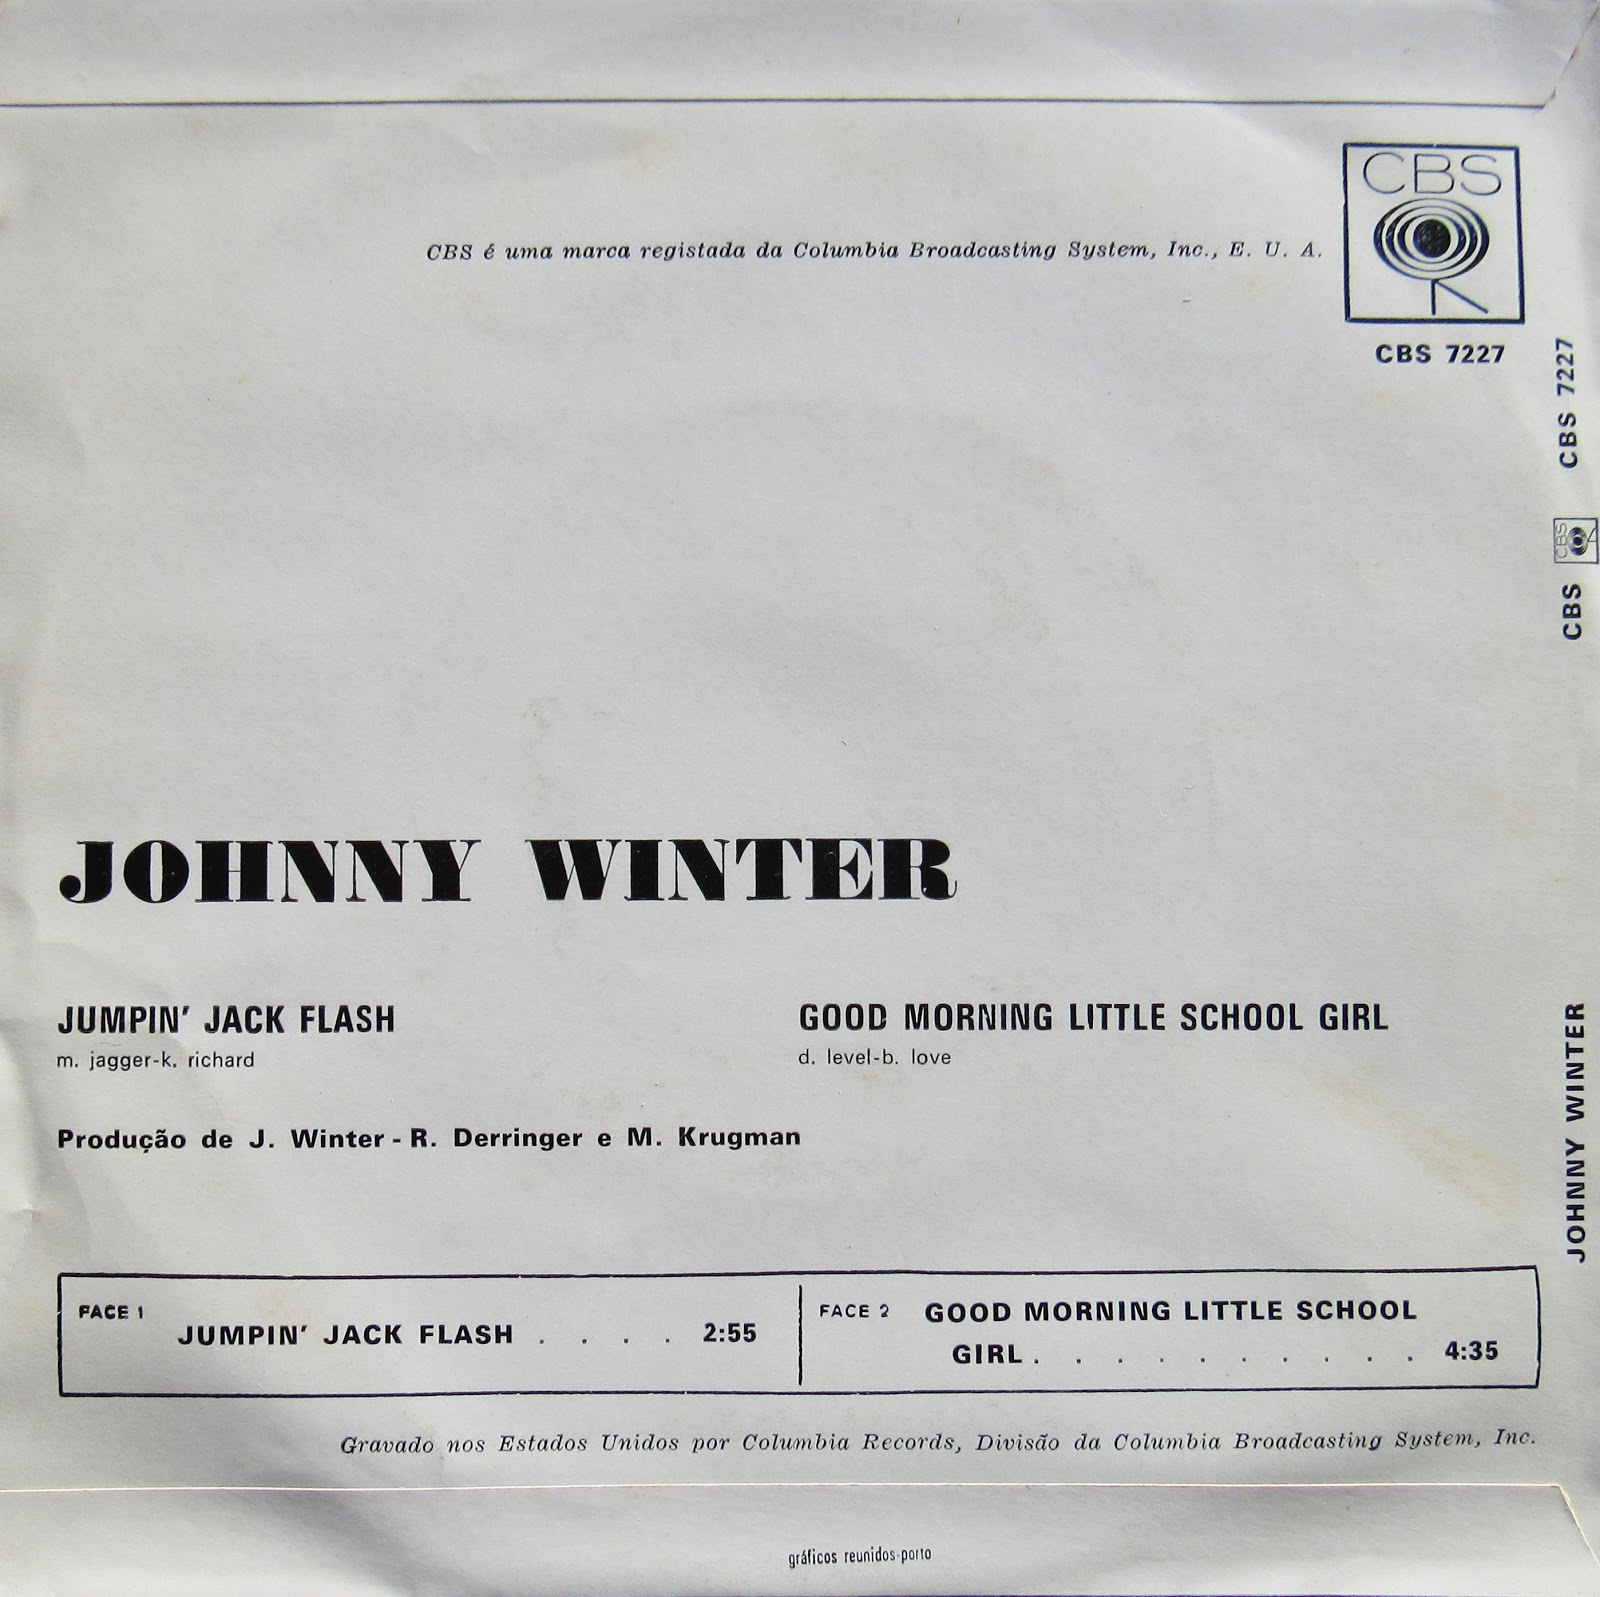 CBS
CBS é uma marca registada da Columbia Broadcasting System, Inc., E. U. A.
CBS 7227
CBS 7227
CBS
CBS
JOHNNY WINTER
JOHNNY WINTER
JUMPIN' JACK FLASH
m. jagger-k. richard
GOOD MORNING LITTLE SCHOOL GIRL
d. level-b. love
Produção de J. Winter - R. Derringer e M. Krugman
FACE 1
JUMPIN' JACK FLASH . . . . 2:55
FACE 2 GOOD MORNING LITTLE SCHOOL
GIRL . . . . . . . . . . 4:35
Gravado nos Estados Unidos por Columbia Records, Divisão da Columbia Broadcasting System, Inc.
gráficos reunidos-porto